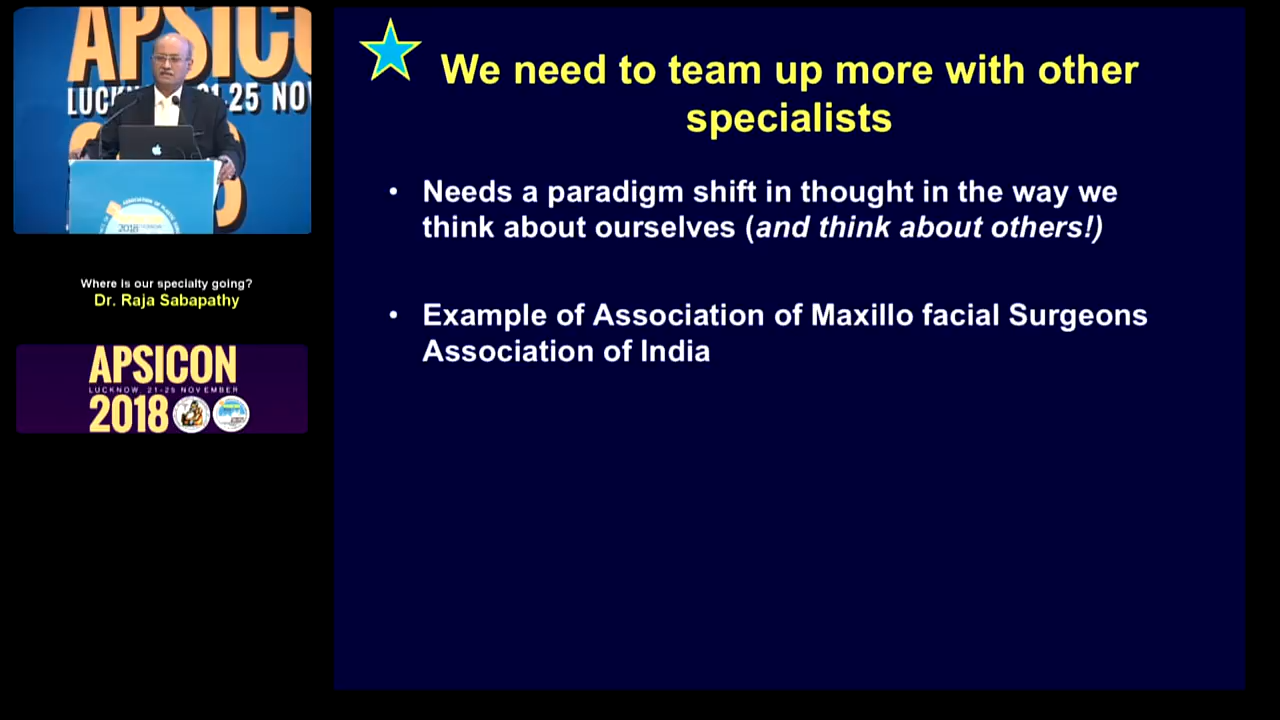 APSICO
LUCKNOW 21-25 NOV
2018
We need to team up more with other
specialists
• Needs a paradigm shift in thought in the way we
think about ourselves (and think about others!)
• Example of Association of Maxillo facial Surgeons
Association of India
Where is our specialty going?
Dr. Raja Sabapathy
APSICON
LUCKNOW, 21-25 NOVEMBER
2018